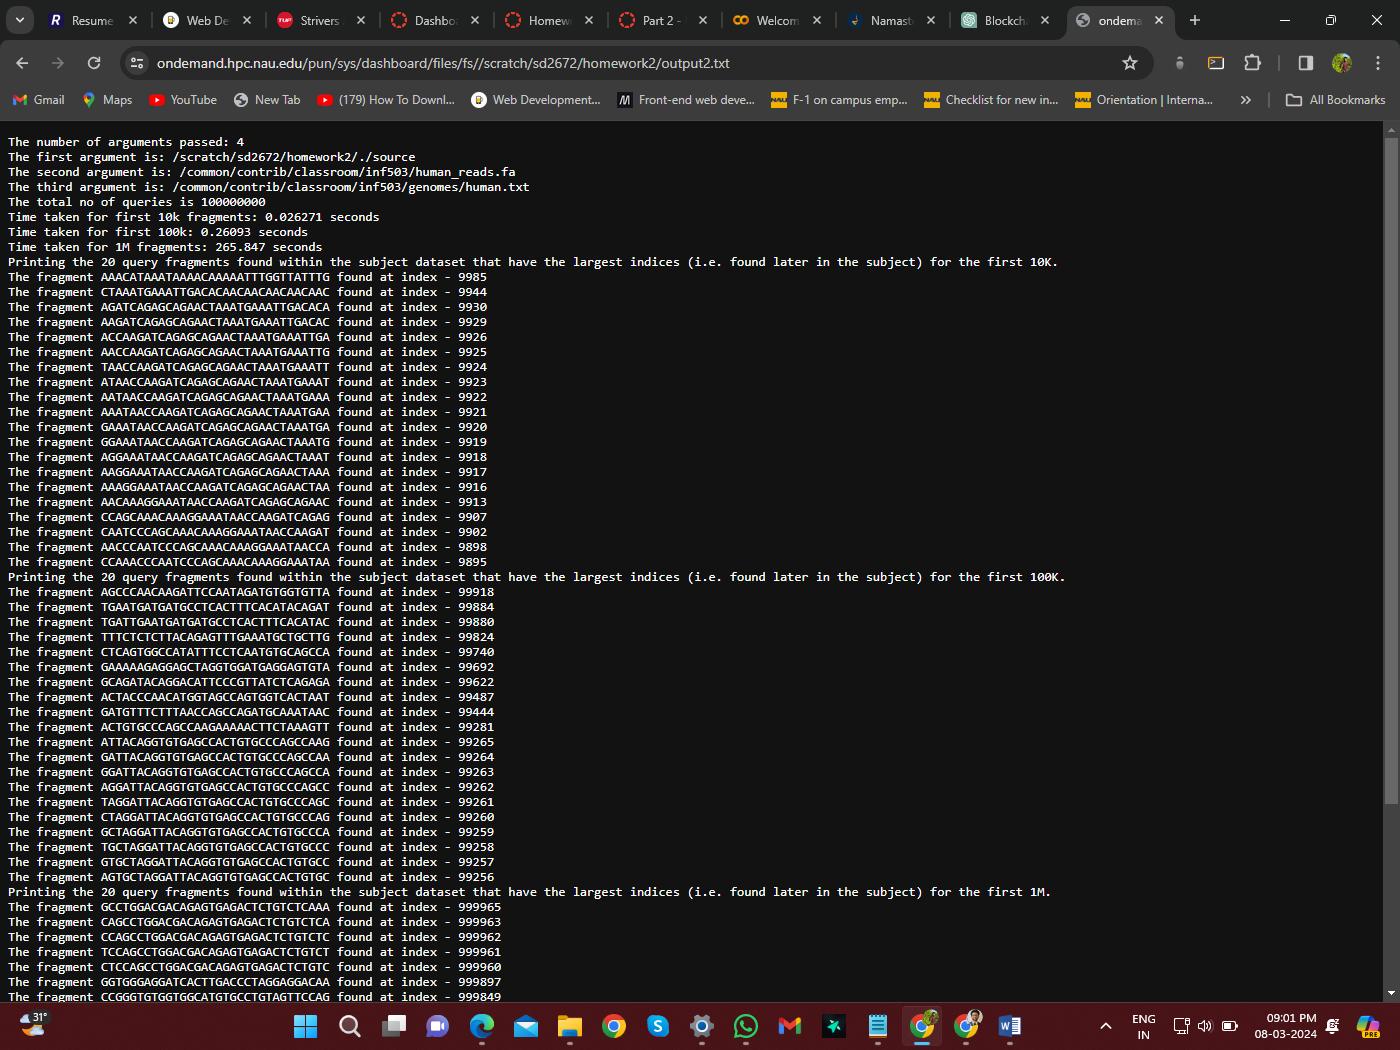 Resume
Web De
Strivers
Dashbo
Homew
Part 2 -
Welcom
Namast
Blockch
ondema
ondemand.hpc.nau.edu/pun/sys/dashboard/files/fs//scratch/sd2672/homework2/output2.txt
Gmail
Maps
YouTube
New Tab
(179) How To Downl...
Web Development...
Front-end web deve...
F-1 on campus emp...
Checklist for new in...
Orientation | Interna...
All Bookmarks
The number of arguments passed: 4
The first argument is: /scratch/sd2672/homework2/./source
The second argument is: /common/contrib/classroom/inf503/human_reads.fa
The third argument is: /common/contrib/classroom/inf503/genomes/human.txt
The total no of queries is 100000000
Time taken for first 10k fragments: 0.026271 seconds
Time taken for first 100k: 0.26093 seconds
Time taken for 1M fragments: 265.847 seconds
Printing the 20 query fragments found within the subject dataset that have the largest indices (i.e. found later in the subject) for the first 10K.
The fragment AAACATAAATAAAACAAAAATTTGGTTATTTG found at index - 9985
The fragment CTAAATGAAATTGACACAACAACAACAACAAC found at index - 9944
The fragment AGATCAGAGCAGAACTAAATGAAATTGACACA found at index - 9930
The fragment AAGATCAGAGCAGAACTAAATGAAATTGACAC found at index - 9929
The fragment ACCAAGATCAGAGCAGAACTAAATGAAATTGA found at index - 9926
The fragment AACCAAGATCAGAGCAGAACTAAATGAAATTG found at index - 9925
The fragment TAACCAAGATCAGAGCAGAACTAAATGAAATT found at index - 9924
The fragment ATAACCAAGATCAGAGCAGAACTAAATGAAAT found at index - 9923
The fragment AATAACCAAGATCAGAGCAGAACTAAATGAAA found at index - 9922
The fragment AAATAACCAAGATCAGAGCAGAACTAAATGAA found at index - 9921
The fragment GAAATAACCAAGATCAGAGCAGAACTAAATGA found at index - 9920
The fragment GGAAATAACCAAGATCAGAGCAGAACTAAATG found at index - 9919
The fragment AGGAAATAACCAAGATCAGAGCAGAACTAAAT found at index - 9918
The fragment AAGGAAATAACCAAGATCAGAGCAGAACTAAA found at index - 9917
The fragment AAAGGAAATAACCAAGATCAGAGCAGAACTAA found at index - 9916
The fragment AACAAAGGAAATAACCAAGATCAGAGCAGAAC found at index - 9913
The fragment CCAGCAAACAAAGGAAATAACCAAGATCAGAG found at index - 9907
The fragment CAATCCCAGCAAACAAAGGAAATAACCAAGAT found at index - 9902
The fragment AACCCAATCCCAGCAAACAAAGGAAATAACCA found at index - 9898
The fragment CCAAACCCAATCCCAGCAAACAAAGGAAATAA found at index - 9895
Printing the 20 query fragments found within the subject dataset that have the largest indices (i.e. found later in the subject) for the first 100K.
The fragment AGCCCAACAAGATTCCAATAGATGTGGTGTTA found at index - 99918
The fragment TGAATGATGATGCCTCACTTTCACATACAGAT found at index - 99884
The fragment TGATTGAATGATGATGCCTCACTTTCACATAC found at index - 99880
The fragment TTTCTCTCTTACAGAGTTTGAAATGCTGCTTG found at index - 99824
The fragment CTCAGTGGCCATATTTCCTCAATGTGCAGCCA found at index - 99740
The fragment GAAAAAGAGGAGCTAGGTGGATGAGGAGTGTA found at index - 99692
The fragment GCAGATACAGGACATTCCCGTTATCTCAGAGA found at index - 99622
The fragment ACTACCCAACATGGTAGCCAGTGGTCACTAAT found at index - 99487
The fragment GATGTTTCTTTAACCAGCCAGATGCAAATAAC found at index - 99444
The fragment ACTGTGCCCAGCCAAGAAAAACTTCTAAAGTT found at index - 99281
The fragment ATTACAGGTGTGAGCCACTGTGCCCAGCCAAG found at index - 99265
The fragment GATTACAGGTGTGAGCCACTGTGCCCAGCCAA found at index - 99264
The fragment GGATTACAGGTGTGAGCCACTGTGCCCAGCCA found at index - 99263
The fragment AGGATTACAGGTGTGAGCCACTGTGCCCAGCC found at index - 99262
The fragment TAGGATTACAGGTGTGAGCCACTGTGCCCAGC found at index - 99261
The fragment CTAGGATTACAGGTGTGAGCCACTGTGCCCAG found at index - 99260
The fragment GCTAGGATTACAGGTGTGAGCCACTGTGCCCA found at index - 99259
The fragment TGCTAGGATTACAGGTGTGAGCCACTGTGCCC found at index - 99258
The fragment GTGCTAGGATTACAGGTGTGAGCCACTGTGCC found at index - 99257
The fragment AGTGCTAGGATTACAGGTGTGAGCCACTGTGC found at index - 99256
Printing the 20 query fragments found within the subject dataset that have the largest indices (i.e. found later in the subject) for the first 1M.
The fragment GCCTGGACGACAGAGTGAGACTCTGTCTCAAA found at index - 999965
The fragment CAGCCTGGACGACAGAGTGAGACTCTGTCTCA found at index - 999963
The fragment CCAGCCTGGACGACAGAGTGAGACTCTGTCTC found at index - 999962
The fragment TCCAGCCTGGACGACAGAGTGAGACTCTGTCT found at index - 999961
The fragment CTCCAGCCTGGACGACAGAGTGAGACTCTGTC found at index - 999960
The fragment GGTGGGAGGATCACTTGACCCTAGGAGGACAA found at index - 999897
The fragment CCGGGTGTGGTGGCATGTGCCTGTAGTTCCAG found at index - 999849
31°
ENG
IN
09:01 PM
08-03-2024